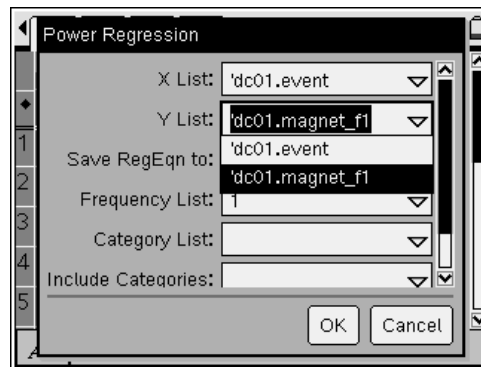 Power Regression
X List: 'dc01.event
Y List: 'dc01.magnet_f1
'dc01.event
Save RegEqn to:
'dc01.magnet_f1
Frequency List: 1
Category List:
Include Categories:
OK Cancel
1
2
3
4
5